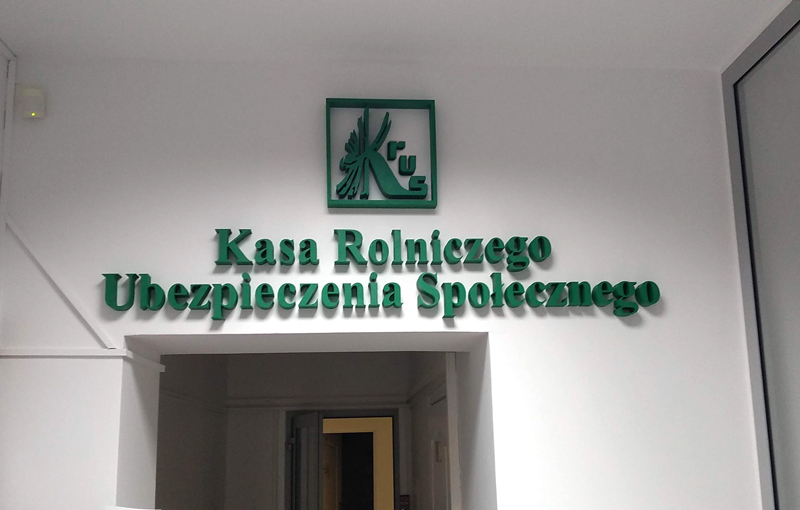 Krus
Kasa Rolniczego
Ubezpieczenia Społecznego